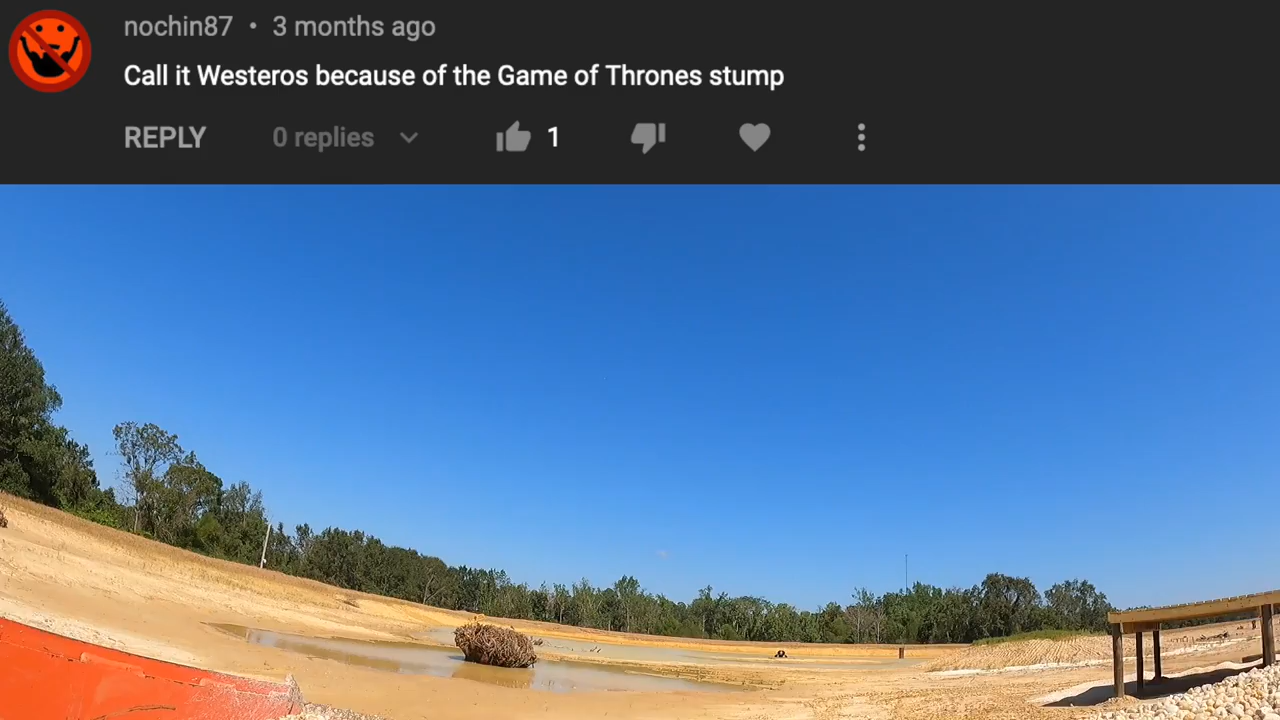 nochin87 • 3 months ago
Call it Westeros because of the Game of Thrones stump
REPLY 0 replies 1